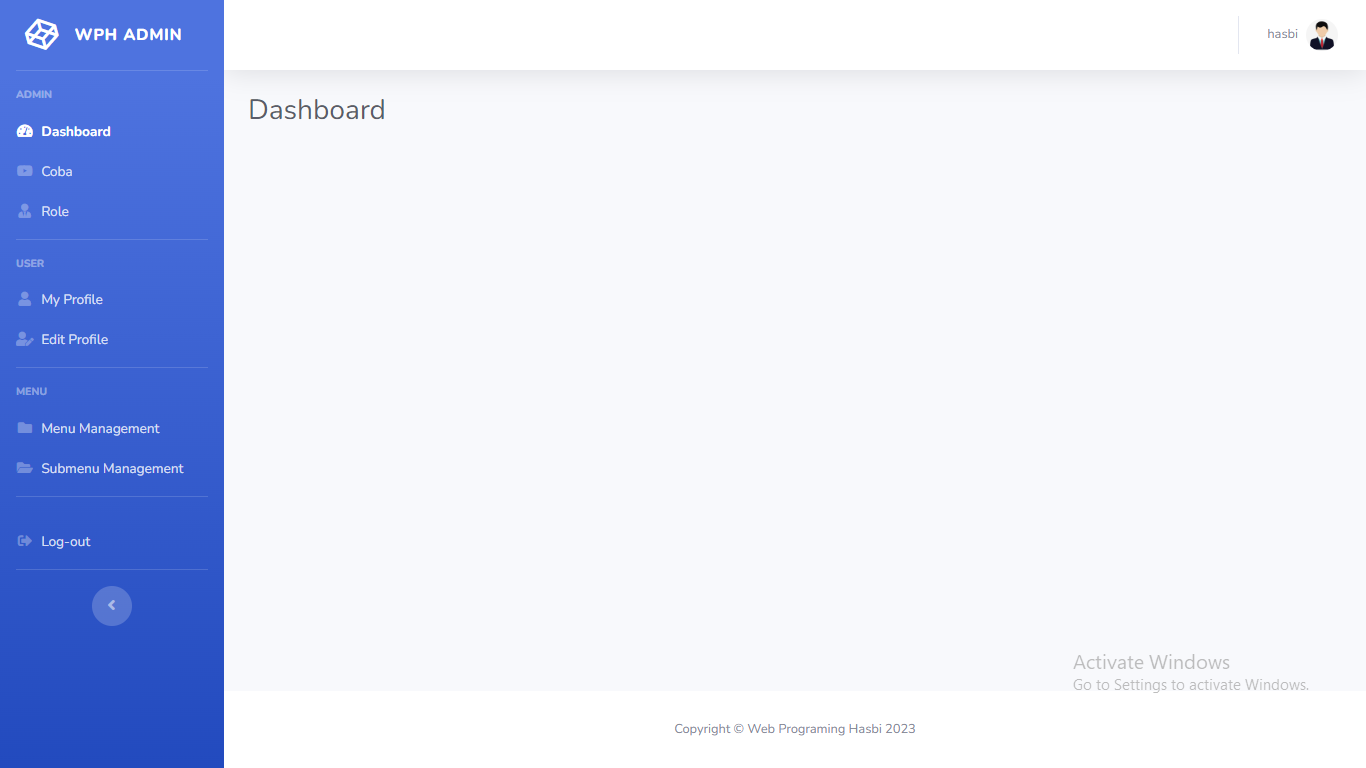 WPH ADMIN
hasbi
ADMIN
Dashboard
Coba
Role
USER
My Profile
Edit Profile
MENU
Menu Management
Submenu Management
Log-out
Dashboard
Activate Windows
Go to Settings to activate Windows.
Copyright © Web Programing Hasbi 2023